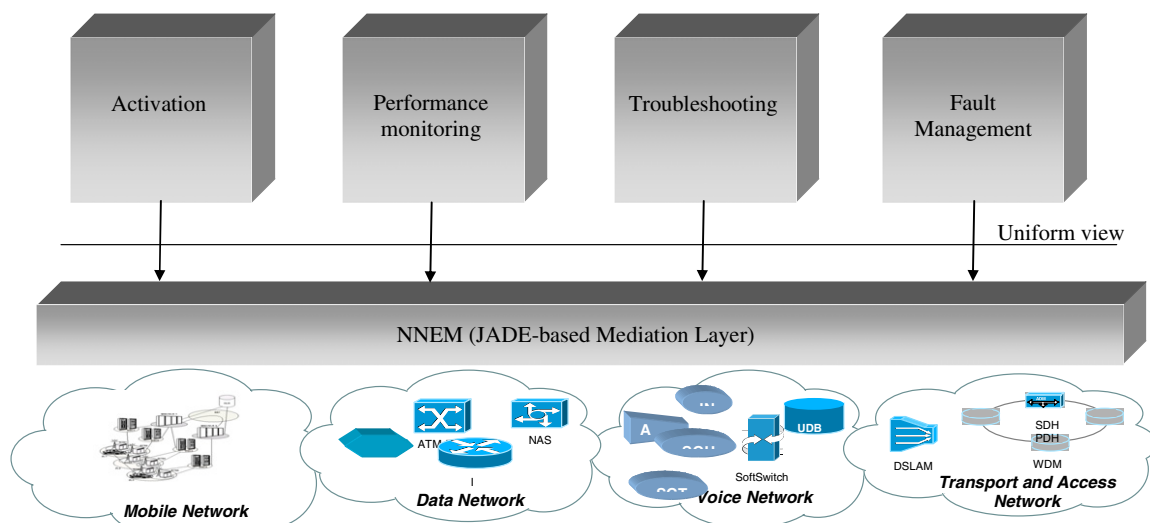 Activation
Performance
monitoring
Troubleshooting
Fault
Management
Uniform view
NNEM (JADE-based Mediation Layer)
ATM
NAS
I
Data Network
Mobile Network
A
UDB
SoftSwitch
Voice Network
DSLAM
SDH
PDH
WDM
Transport and Access
Network